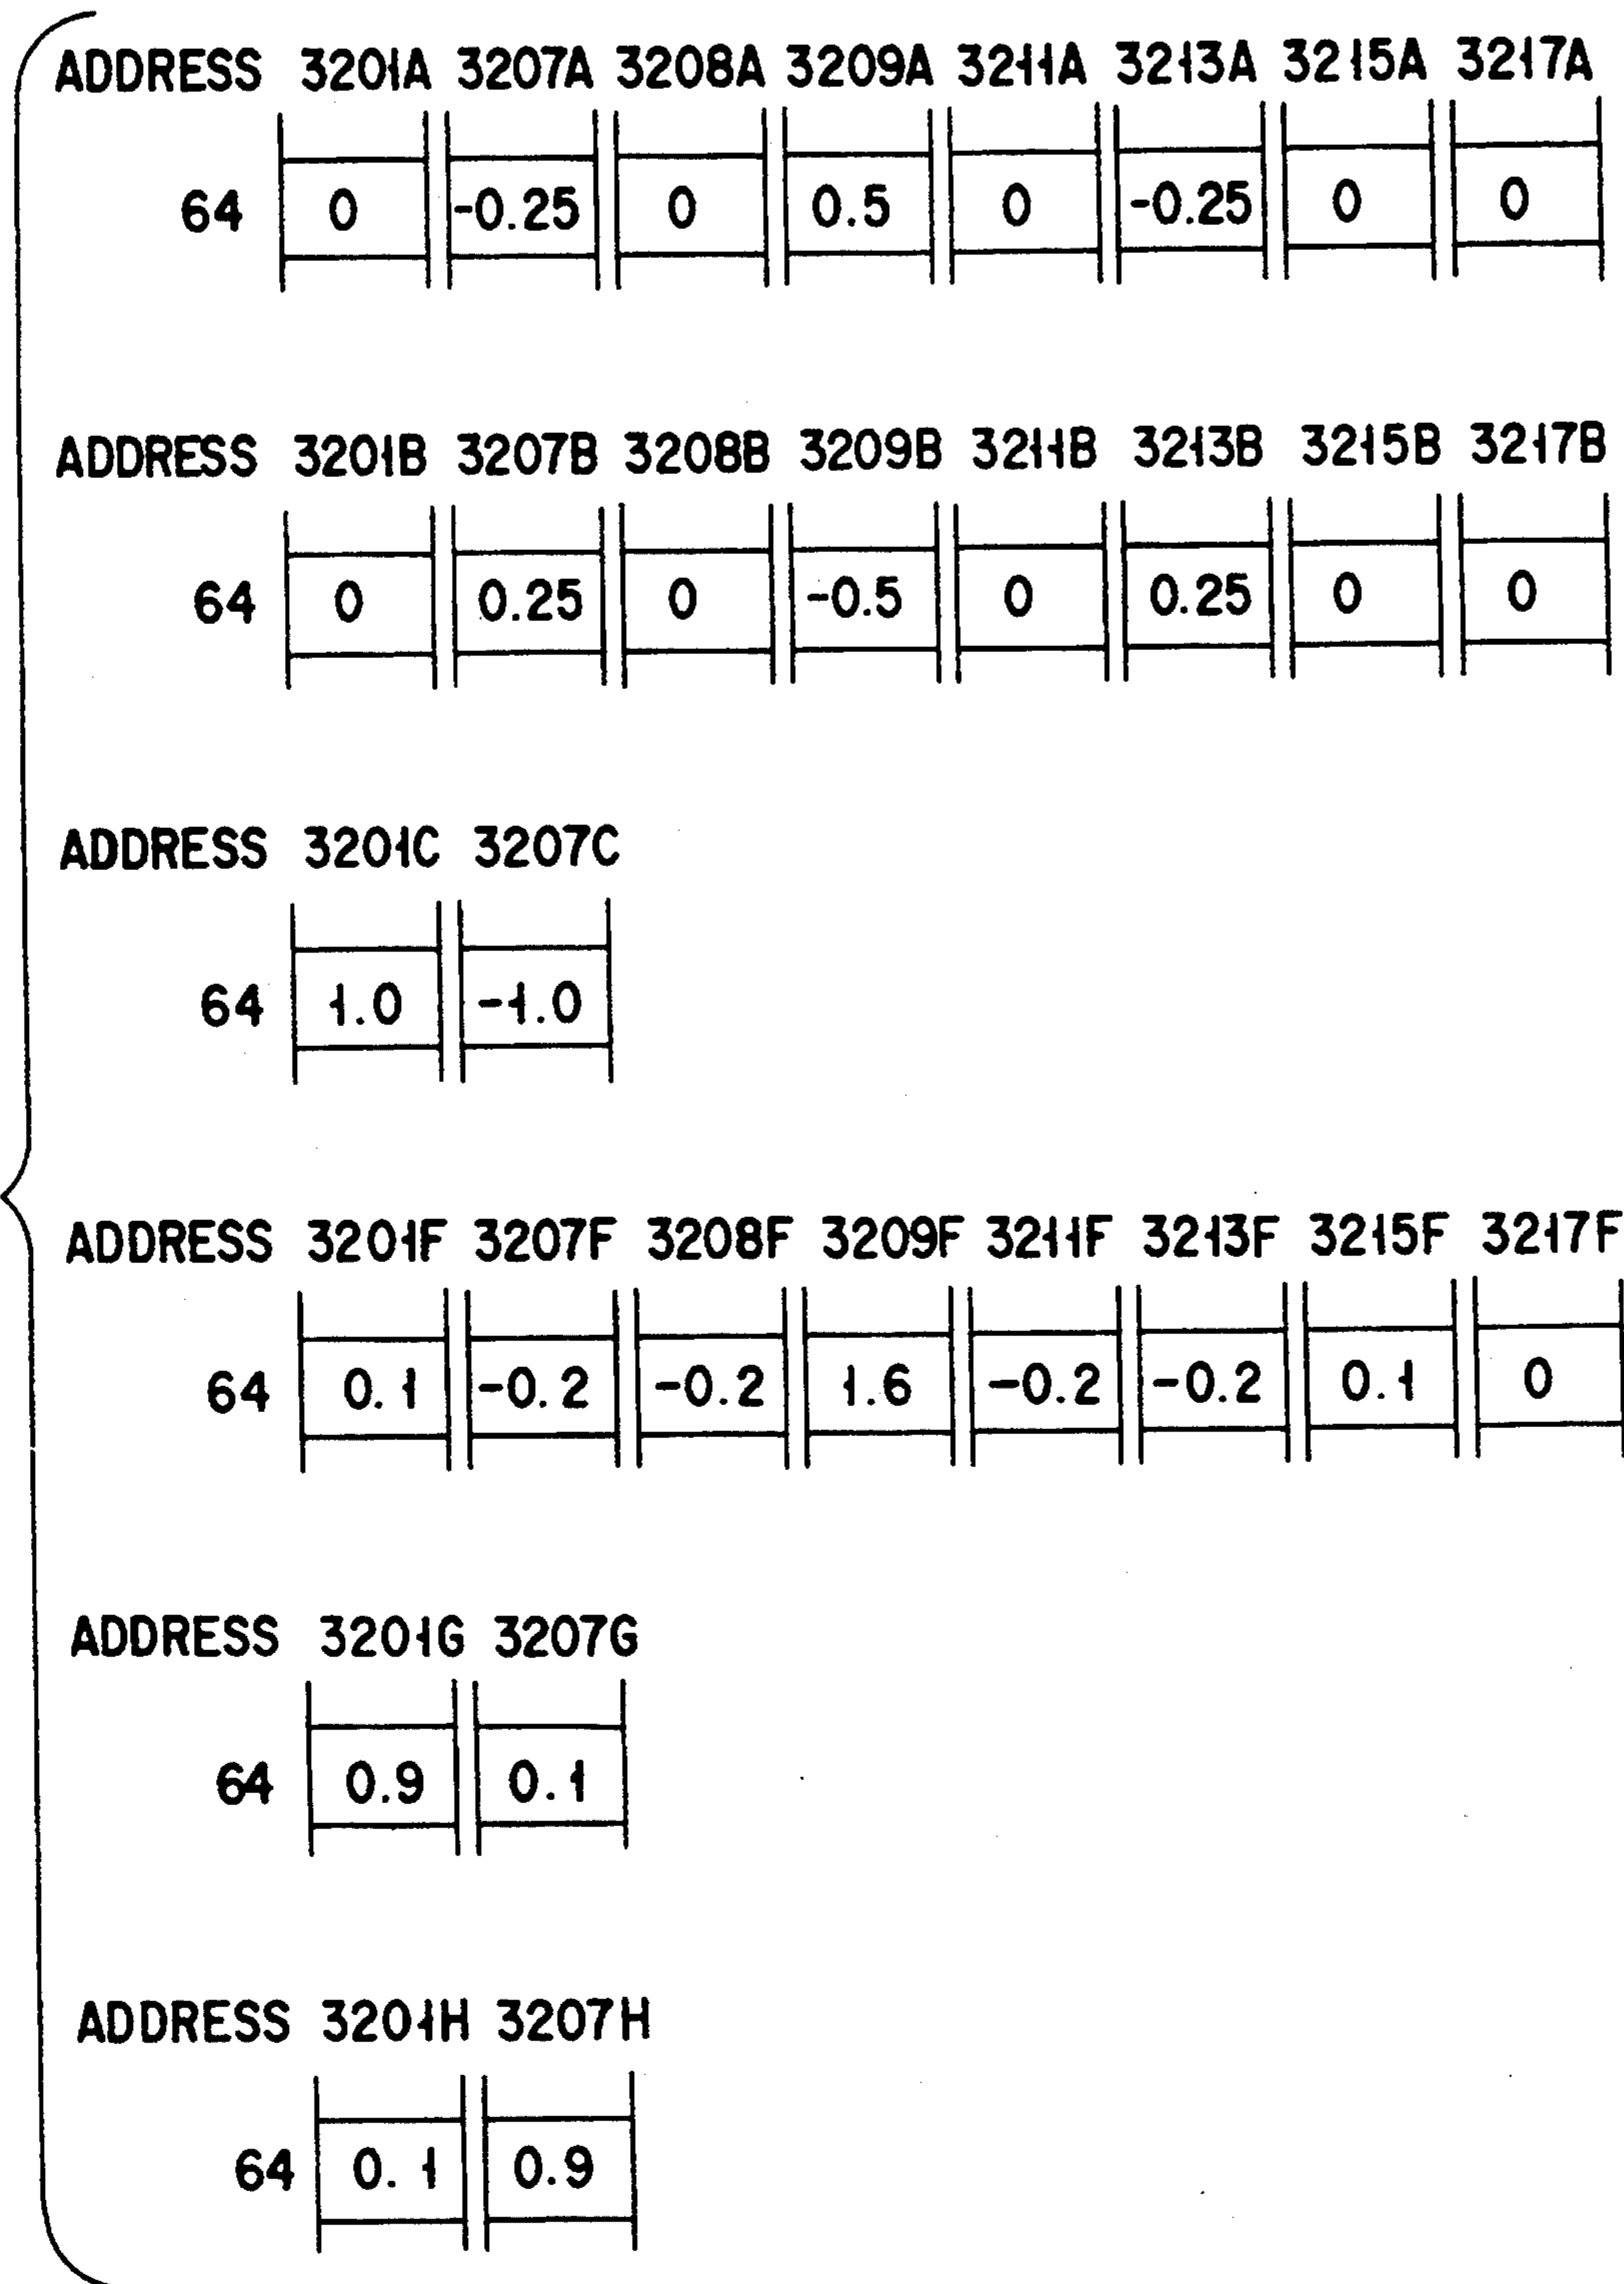 ADDRESS 3201A 3207A 3208A 3209A 3211A 3213A 3215A 3217A
64 0 -0.25 0 0.5 0 -0.25 0 0
ADDRESS 3201B 3207B 3208B 3209B 3211B 3213B 3215B 3217B
64 0 0.25 0 -0.5 0 0.25 0 0
ADDRESS 3201C 3207C
64 1.0 -1.0
ADDRESS 3201F 3207F 3208F 3209F 3211F 3213F 3215F 3217F
64 0.1 -0.2 -0.2 1.6 -0.2 -0.2 0.1 0
ADDRESS 3201G 3207G
64 0.9 0.1
ADDRESS 3201H 3207H
64 0.1 0.9